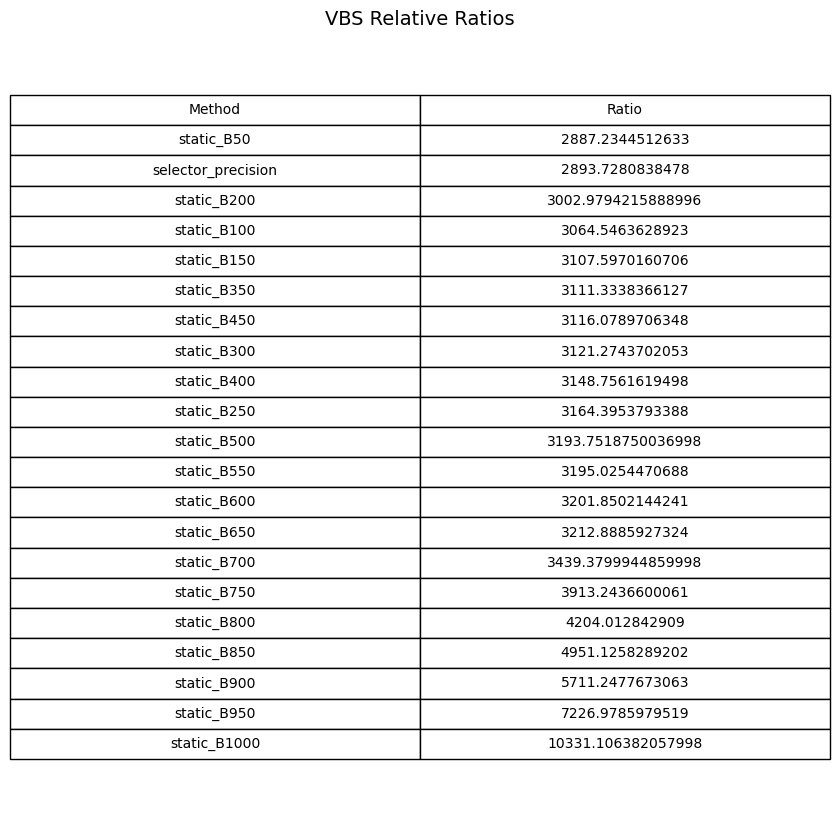 VBS Relative Ratios
Method Ratio
static_B50 2887.2344512633
selector_precision 2893.7280838478
static_B200 3002.9794215888996
static_B100 3064.5463628923
static_B150 3107.5970160706
static_B350 3111.3338366127
static_B450 3116.0789706348
static_B300 3121.2743702053
static_B400 3148.7561619498
static_B250 3164.3953793388
static_B500 3193.7518750036998
static_B550 3195.0254470688
static_B600 3201.8502144241
static_B650 3212.8885927324
static_B700 3439.3799944859998
static_B750 3913.2436600061
static_B800 4204.012842909
static_B850 4951.1258289202
static_B900 5711.2477673063
static_B950 7226.9785979519
static_B1000 10331.106382057998